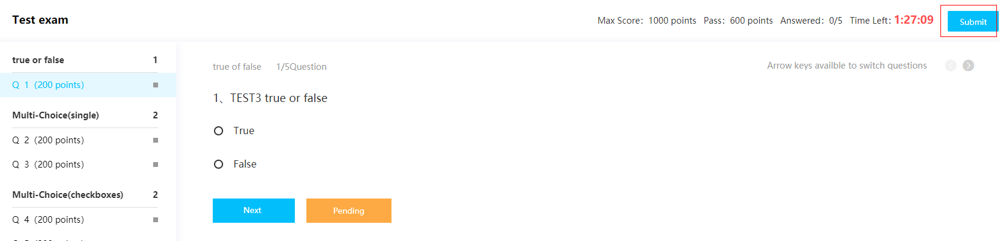 Test exam
Max Score: 1000 points Pass: 600 points Answered: 0/5 Time Left: 1:27:09 Submit
true or false 1
Q 1 (200 points)
Multi-Choice(single) 2
Q 2 (200 points)
Q 3 (200 points)
Multi-Choice(checkboxes) 2
Q 4 (200 points)
true of false 1/5Question
Arrow keys availble to switch questions
1、TEST3 true or false
True
False
Next Pending